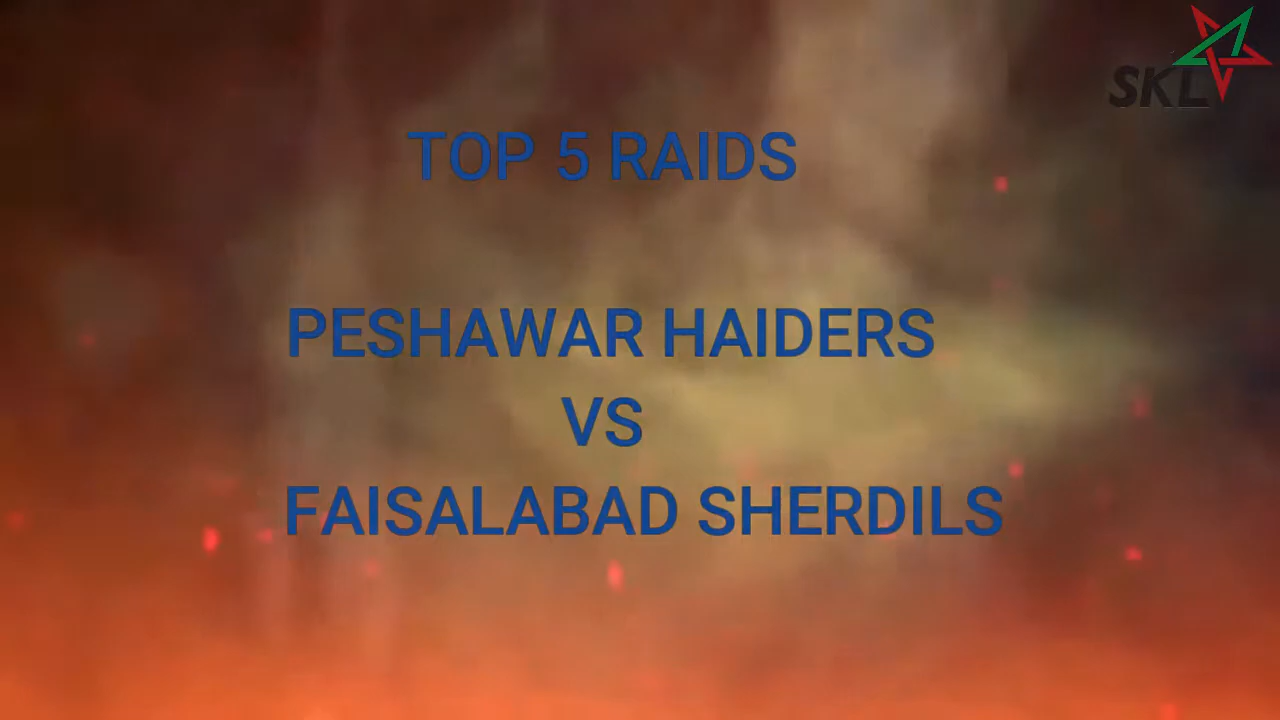 SKL
TOP 5 RAIDS
PESHAWAR HAIDERS
VS
FAISALABAD SHERDILS